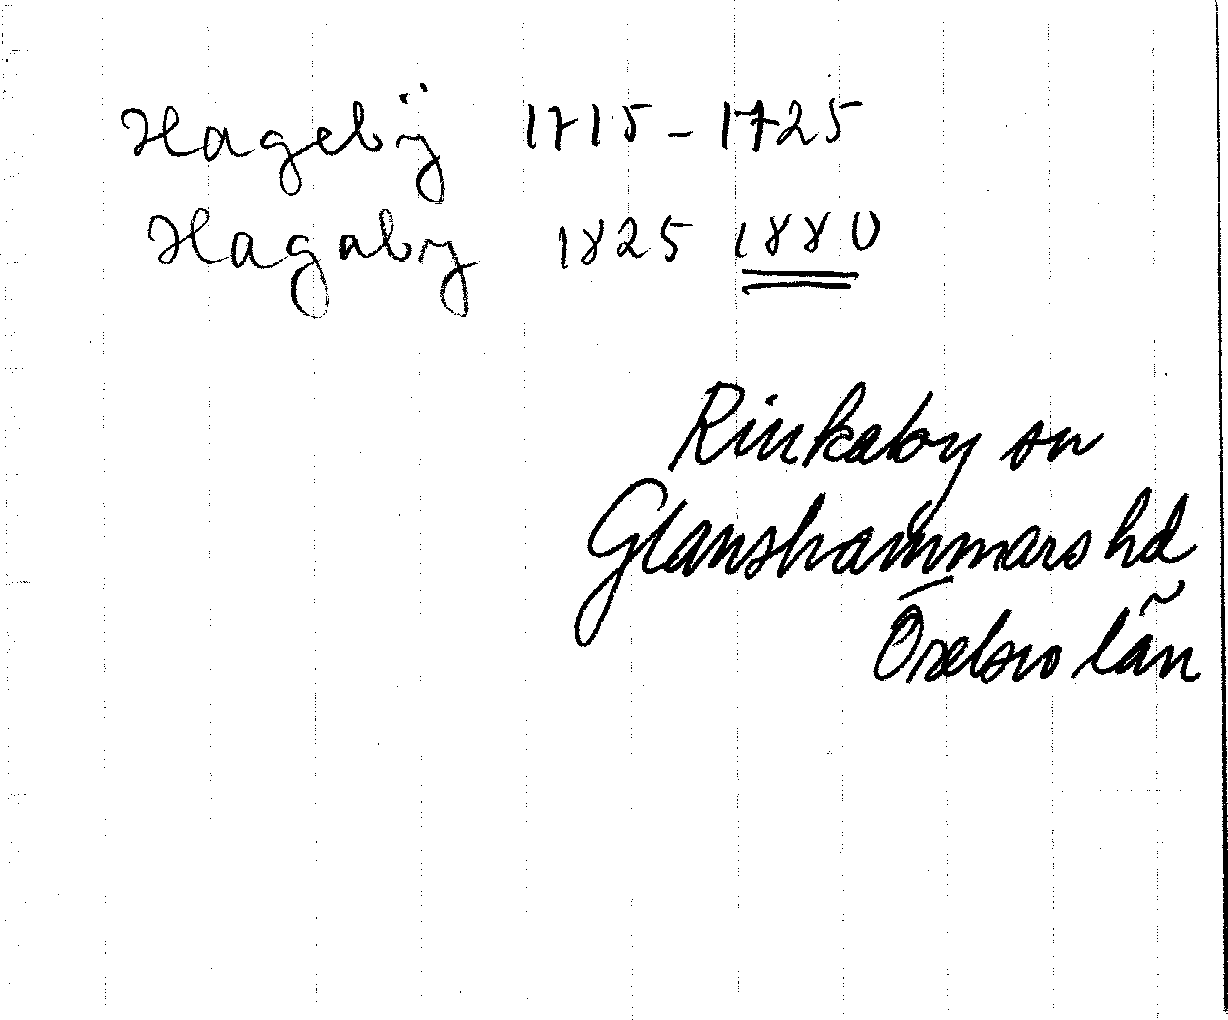 Hagebÿ 1715 - 1725
Hagaby 1825 1880
Rinkaby sn
Glanshammars hd
Örebro län